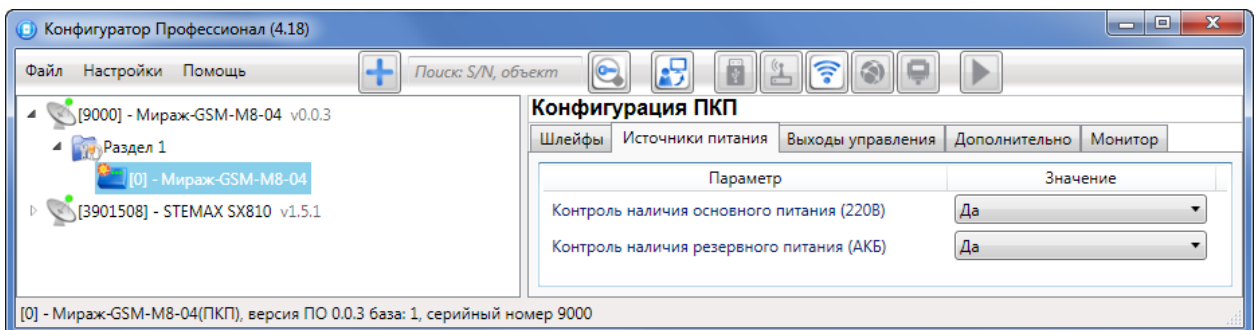 Конфигуратор Профессионал (4.18)
Файл Настройки Помощь Поиск: S/N, объект
[9000] - Мираж-GSM-M8-04 v0.0.3
Раздел 1
[0] - Мираж-GSM-M8-04
[3901508] - STEMAX SX810 v1.5.1
Конфигурация ПКП
Шлейфы Источники питания Выходы управления Дополнительно Монитор
Параметр Значение
Контроль наличия основного питания (220В) Да
Контроль наличия резервного питания (АКБ) Да
[0] - Мираж-GSM-M8-04(ПКП), версия ПО 0.0.3 база: 1, серийный номер 9000